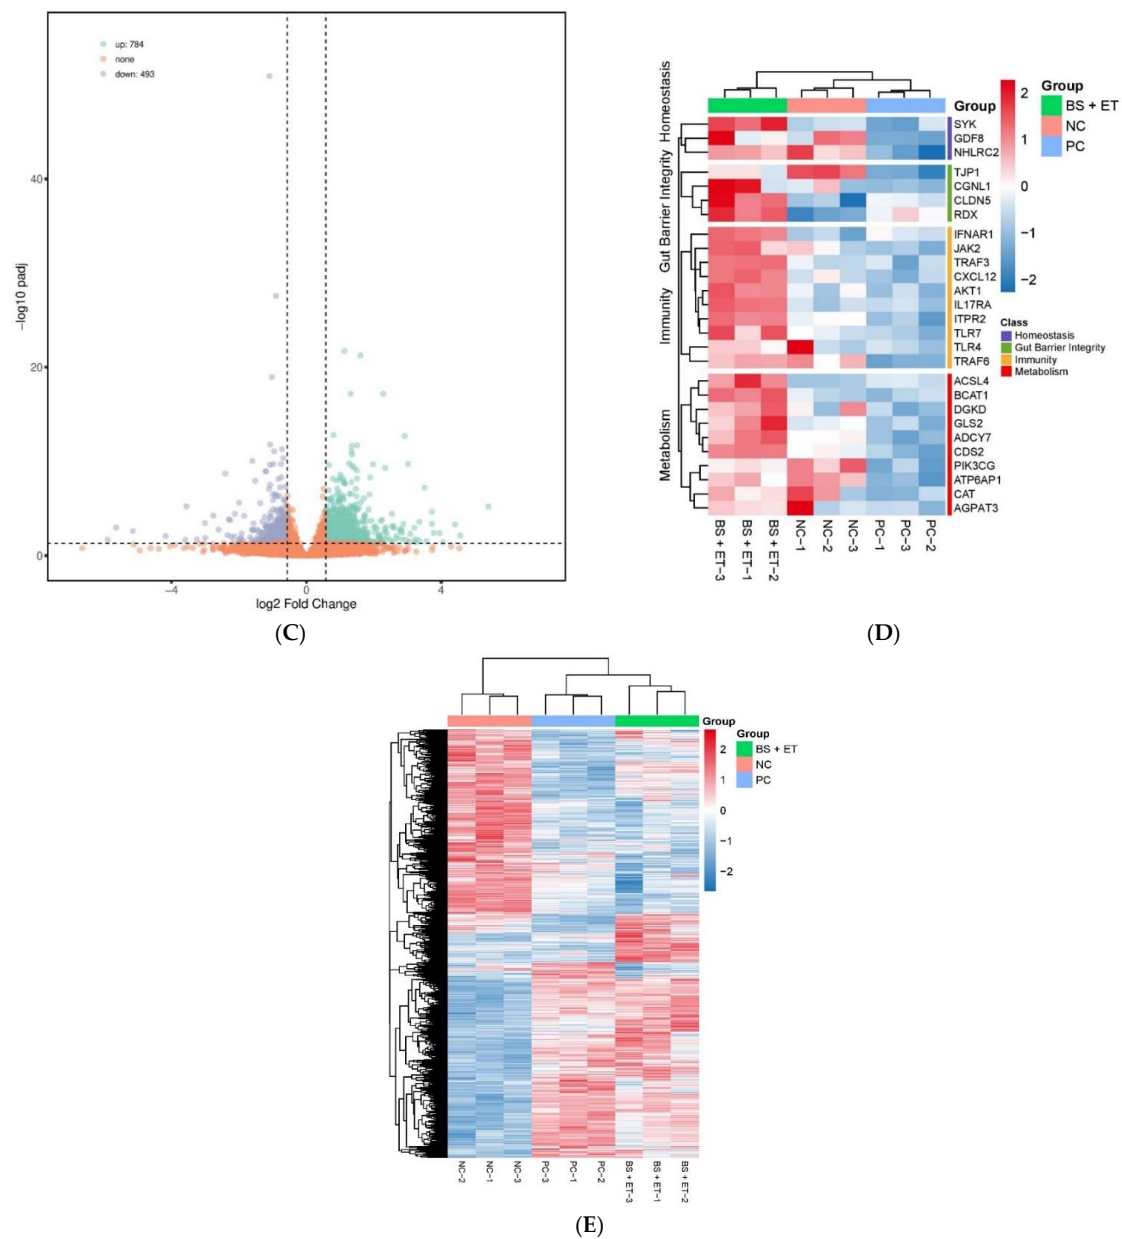 up: 784
none
down: 493
40
20
0
−log10 padj
−4
0
4
log2 Fold Change
(C)
Homeostasis
Gut Barrier Integrity
Immunity
Metabolism
Group
SYK
GDF8
NHLRC2
TJP1
CGNL1
CLDN5
RDX
IFNAR1
JAK2
TRAF3
CXCL12
AKT1
IL17RA
ITPR2
TLR7
TLR4
TRAF6
ACSL4
BCAT1
DGKD
GLS2
ADCY7
CDS2
PIK3CG
ATP6AP1
CAT
AGPAT3
BS + ET−3
BS + ET−1
BS + ET−2
NC−1
NC−2
NC−3
PC−1
PC−3
PC−2
2
1
0
−1
−2
Group
BS + ET
NC
PC
Class
Homeostasis
Gut Barrier Integrity
Immunity
Metabolism
(D)
Group
2
1
0
−1
−2
Group
BS + ET
NC
PC
NC−2
NC−1
NC−3
PC−3
PC−1
PC−2
BS + ET−3
BS + ET−1
BS + ET−2
(E)